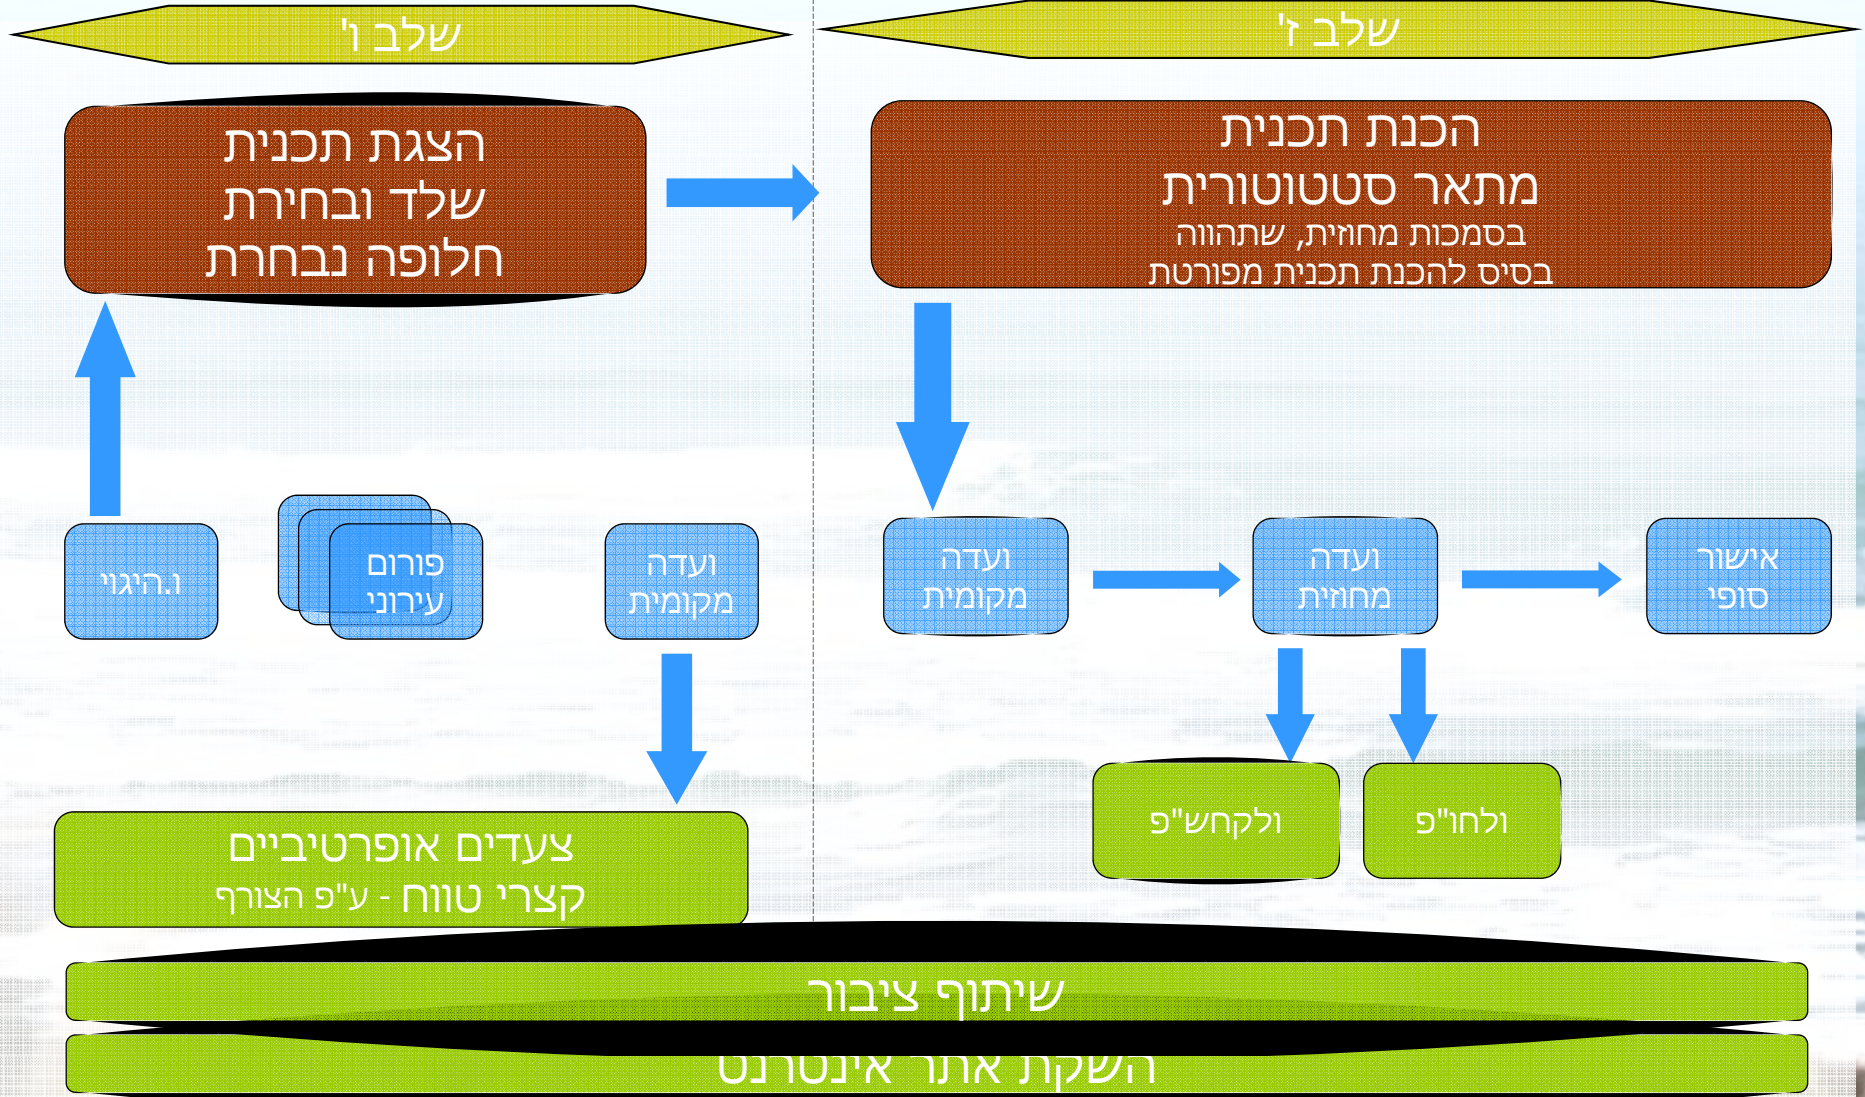 שלב ו'
שלב ז'
הצגת תכנית
שלד ובחירת
חלופה נבחרת
הכנת תכנית
מתאר סטטוטורית
בסמכות מחוזית, שתהווה
בסיס להכנת תכנית מפורטת
ו.היגוי
פורום
עירוני
ועדה
מקומית
ועדה
מקומית
ועדה
מחוזית
אישור
סופי
צעדים אופרטיביים
קצרי טווח - ע"פ הצורף
ולקחש"פ
ולחו"פ
שיתוף ציבור
השקת אתר אינטרנט